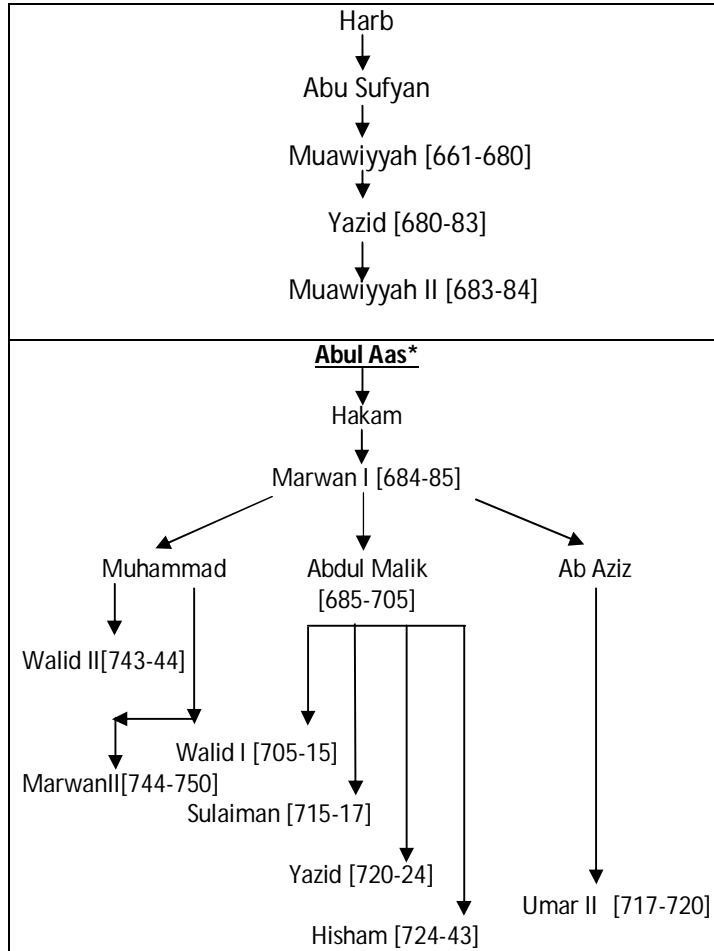 Harb
Abu Sufyan
Muawiyyah [661-680]
Yazid [680-83]
Muawiyyah II [683-84]
Abul Aas*
Hakam
Marwan I [684-85]
Muhammad Abdul Malik Ab Aziz
[685-705]
Walid II[743-44]
Walid I [705-15]
MarwanII[744-750]
Sulaiman [715-17]
Yazid [720-24]
Umar II [717-720]
Hisham [724-43]